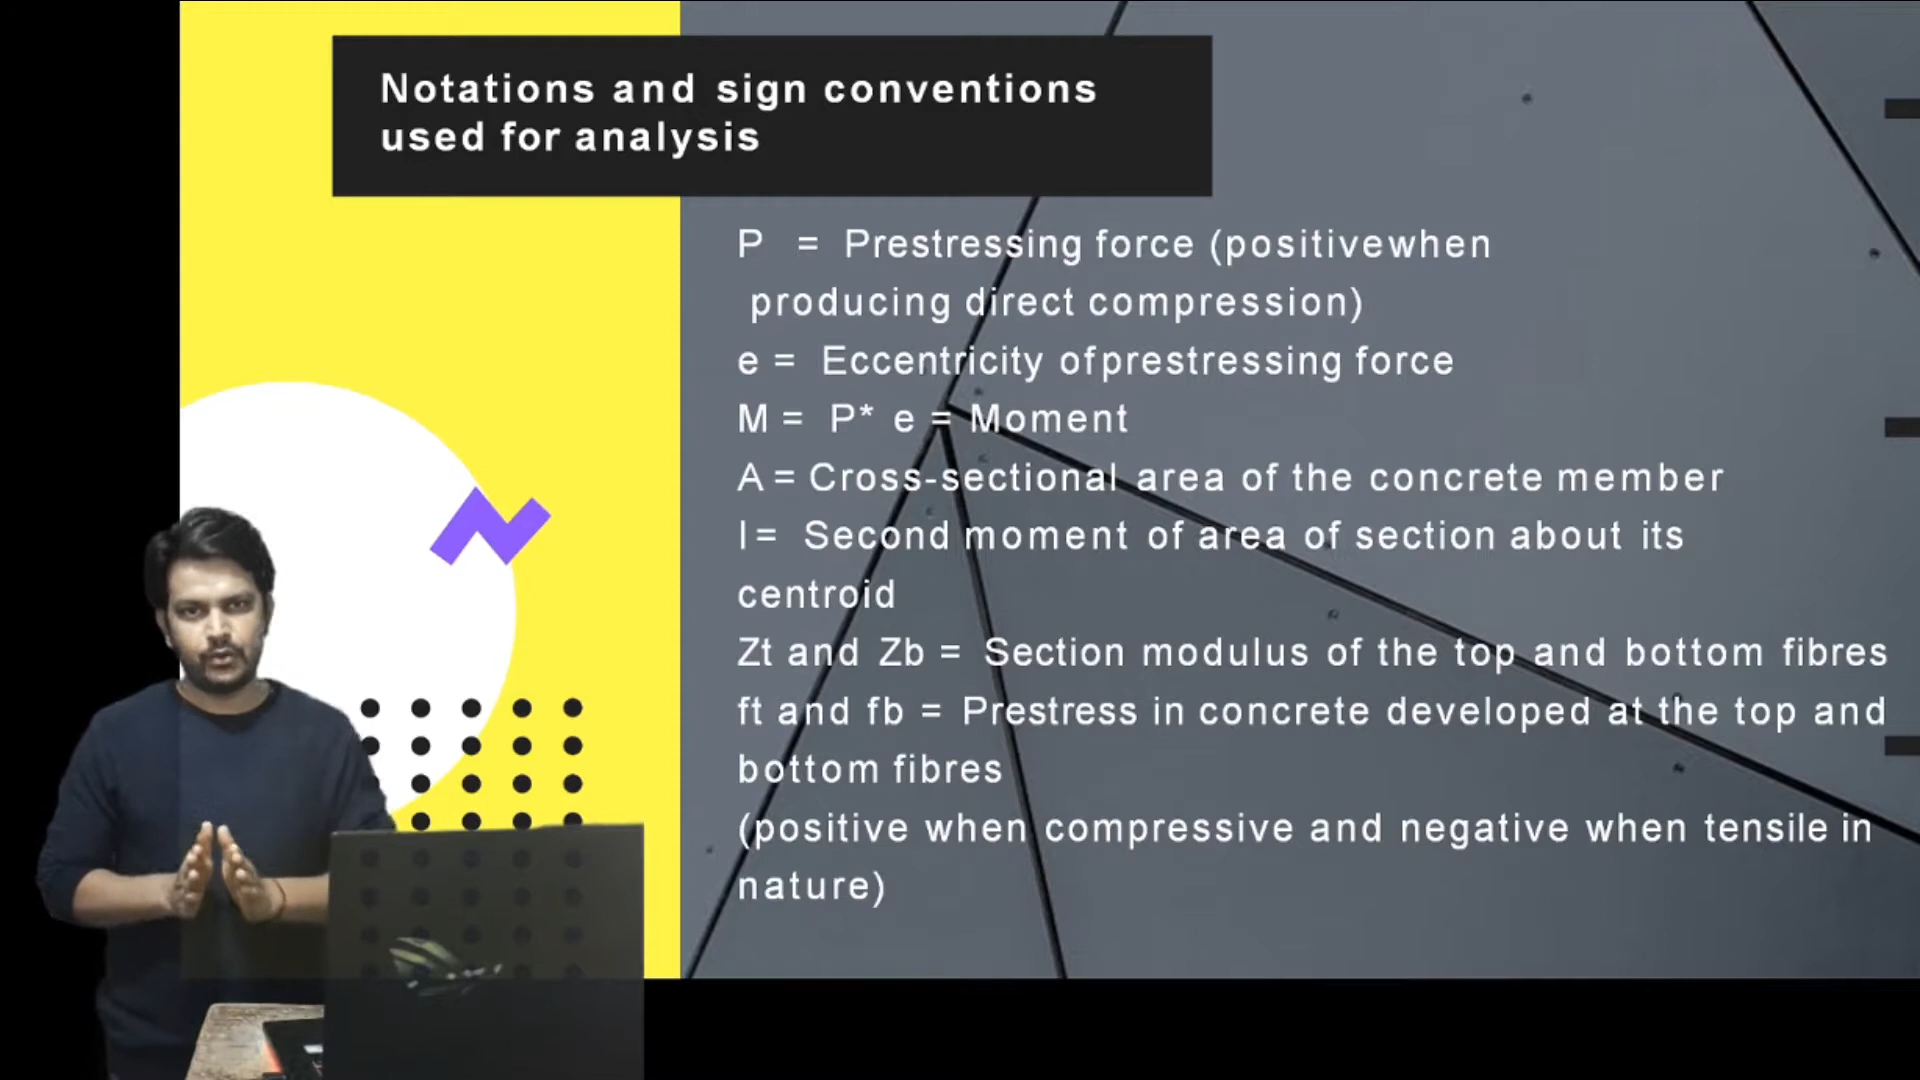 Notations and sign conventions
used for analysis
P = Prestressing force (positivewhen
producing direct compression)
e = Eccentricity ofprestressing force
M = P* e = Moment
A = Cross-sectional area of the concrete member
I = Second moment of area of section about its
centroid
Zt and Zb = Section modulus of the top and bottom fibres
ft and fb = Prestress in concrete developed at the top and
bottom fibres
(positive when compressive and negative when tensile in
nature)